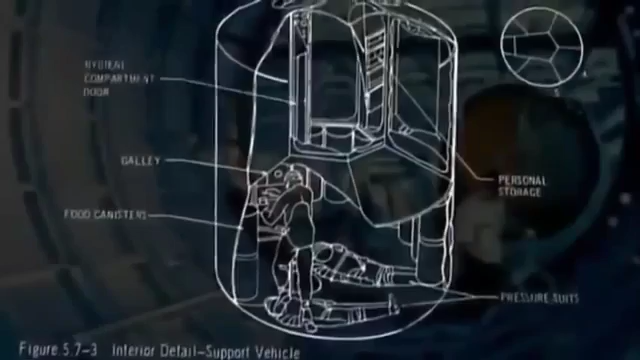 COMPARTMENT
DOOR
GALLEY
FOOD CANISTERS
PERSONAL
STORAGE
PRESSURE SUITS
Figure 5.7-3 Interior Detail-Support Vehicle